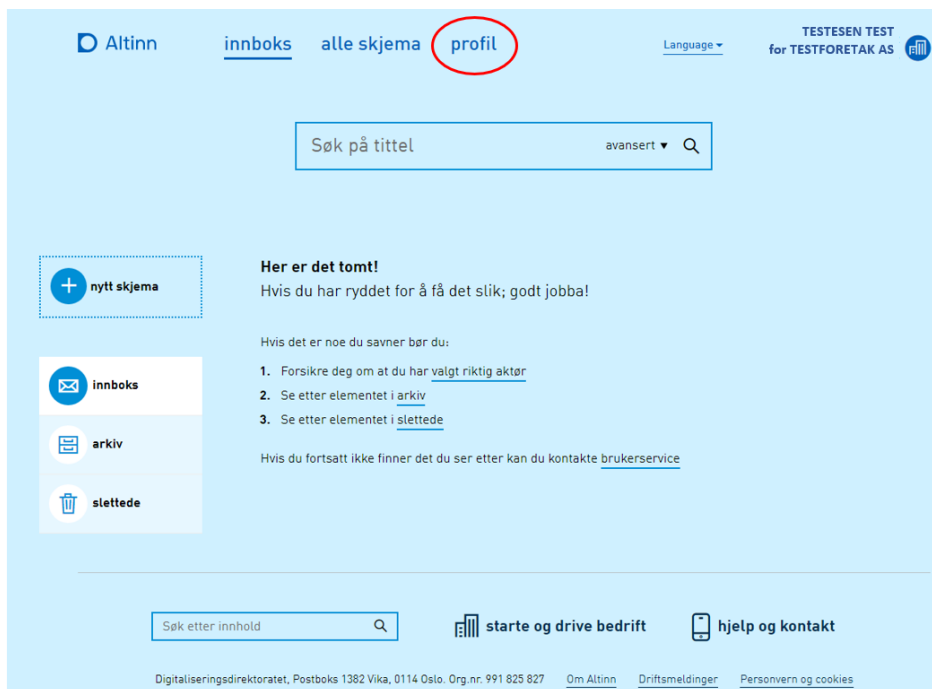 Altinn
innboks alle skjema profil
Language
TESTESEN TEST
for TESTFORETAK AS
Søk på tittel avansert
nytt skjema
innboks
arkiv
slettede
Her er det tomt!
Hvis du har ryddet for å få det slik; godt jobba!
Hvis det er noe du savner bør du:
1. Forsikre deg om at du har valgt riktig aktør
2. Se etter elementet i arkiv
3. Se etter elementet i slettede
Hvis du fortsatt ikke finner det du ser etter kan du kontakte brukerservice
Søk etter innhold
starte og drive bedrift
hjelp og kontakt
Digitaliseringsdirektoratet, Postboks 1382 Vika, 0114 Oslo. Org.nr. 991 825 827 Om Altinn Driftsmeldinger Personvern og cookies